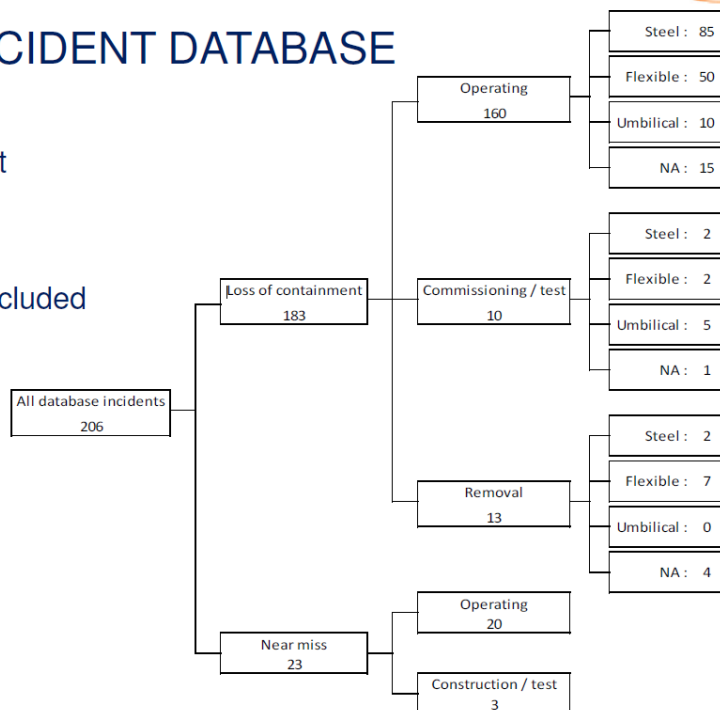 CIDENT DATABASE
t
cluded
All database incidents
206
Loss of containment
183
Near miss
23
Operating
160
Commissioning / test
10
Removal
13
Operating
20
Construction / test
3
Steel : 85
Flexible : 50
Umbilical : 10
NA : 15
Steel : 2
Flexible : 2
Umbilical : 5
NA : 1
Steel : 2
Flexible : 7
Umbilical : 0
NA : 4